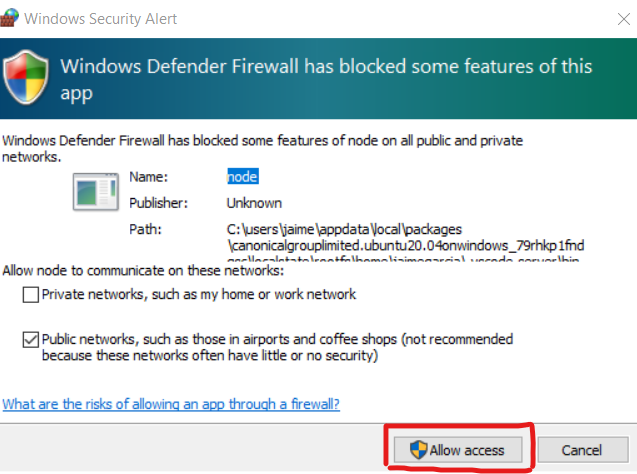 Windows Security Alert
Windows Defender Firewall has blocked some features of this
app
Windows Defender Firewall has blocked some features of node on all public and private
networks.
Name: node
Publisher: Unknown
Path: C:\users\jaime\appdata\local\packages
\canonicalgrouplimited.ubuntu20.04onwindows_79rhkp1fnd
Allow node to communicate on these networks:
Private networks, such as my home or work network
Public networks, such as those in airports and coffee shops (not recommended
because these networks often have little or no security)
What are the risks of allowing an app through a firewall?
Allow access
Cancel